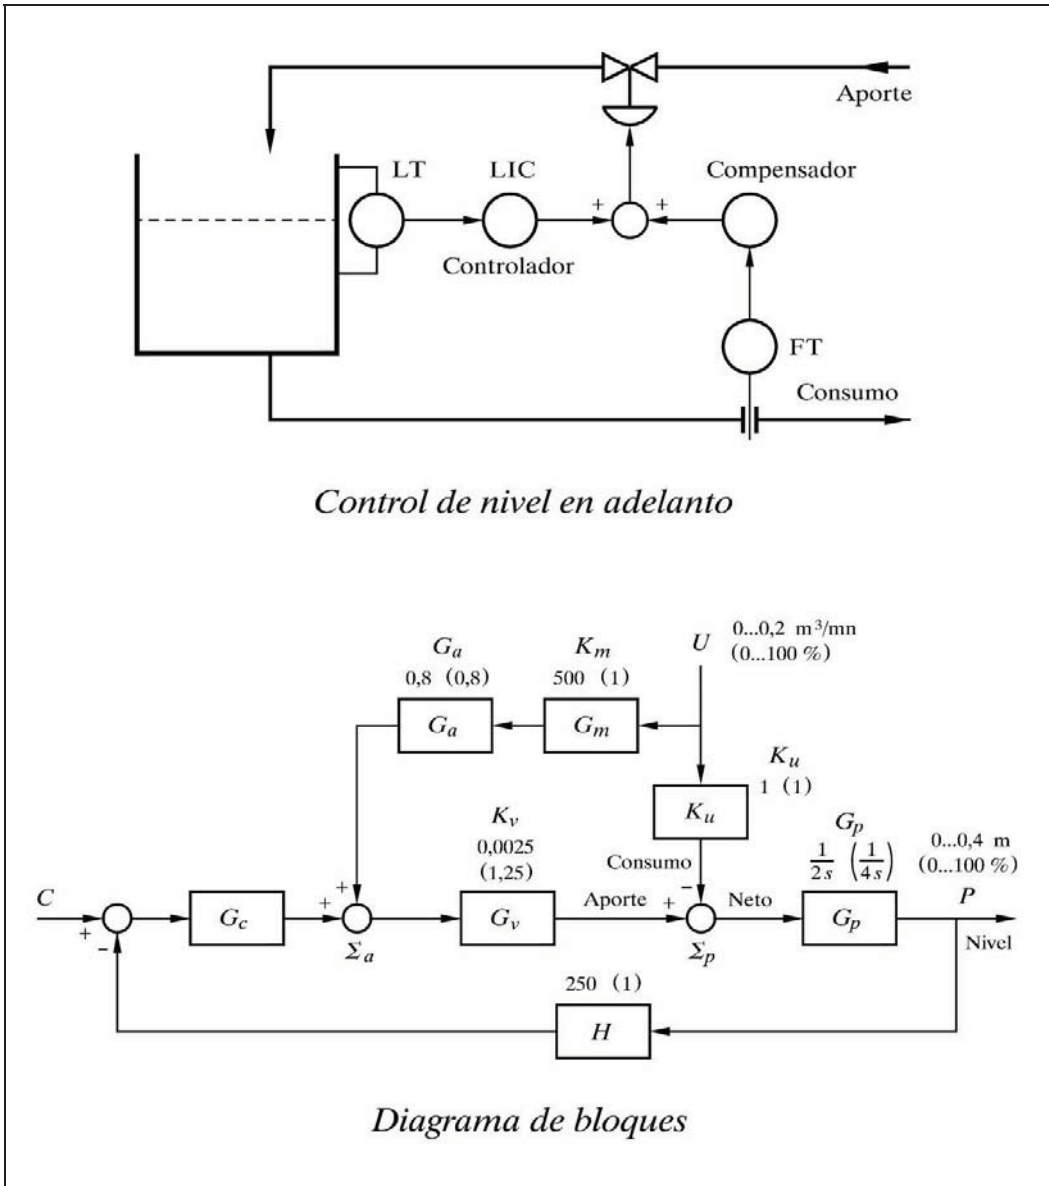 Aporte
LT
LIC
Compensador
+
+
Controlador
FT
Consumo
Control de nivel en adelanto
U
0...0,2 m³/mn
(0...100 %)
G_a
K_m
0,8 (0,8)
500 (1)
G_a
G_m
K_u
1 (1)
K_u
K_v
0,0025
(1,25)
G_p
1/2s (1/4s)
0...0,4 m
(0...100 %)
Consumo
C
+
-
G_c
+
+
Σ_a
G_v
Aporte
+
-
Σ_p
Neto
G_p
P
Nivel
250 (1)
H
Diagrama de bloques